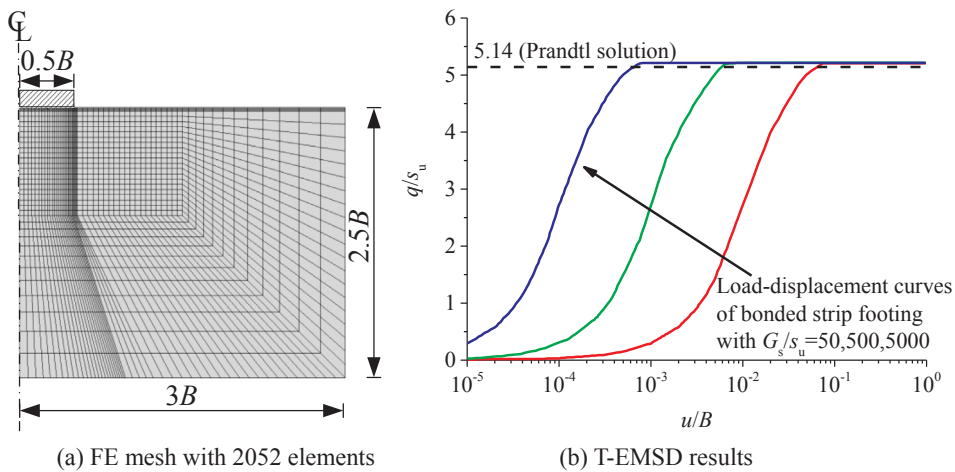 ℄
0.5B
2.5B
3B
(a) FE mesh with 2052 elements
6
5
4
3
2
1
0
q/sᵤ
5.14 (Prandtl solution)
Load-displacement curves
of bonded strip footing
with Gₛ/sᵤ=50,500,5000
10⁻⁵
10⁻⁴
10⁻³
10⁻²
10⁻¹
10⁰
u/B
(b) T-EMSD results